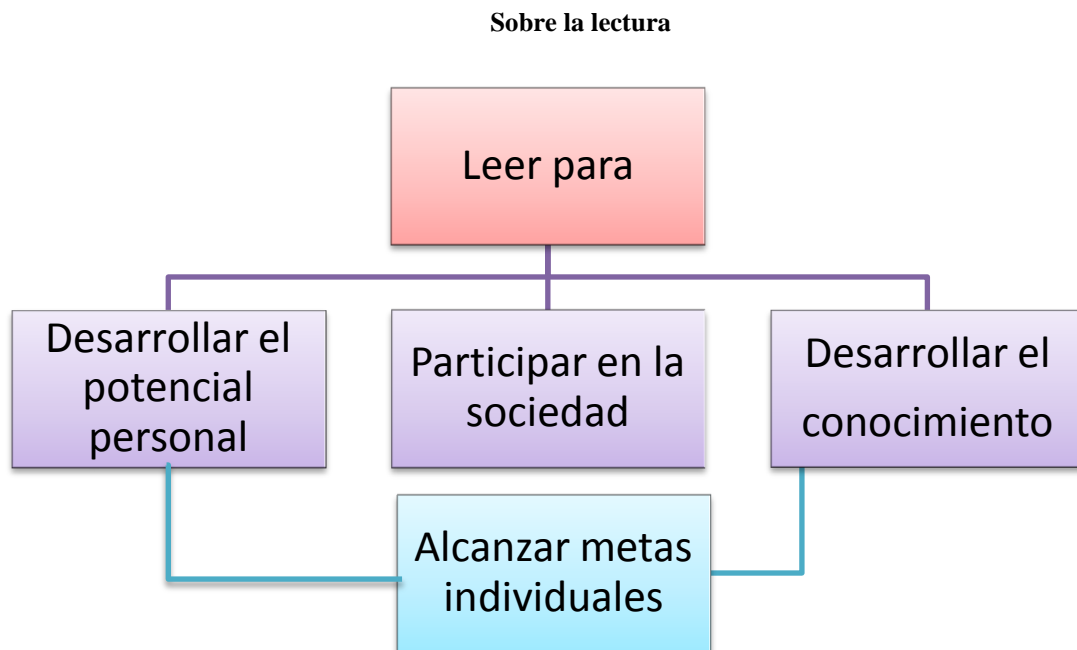 Sobre la lectura
Leer para
Desarrollar el
potencial
personal
Participar en la
sociedad
Desarrollar el
conocimiento
Alcanzar metas
individuales